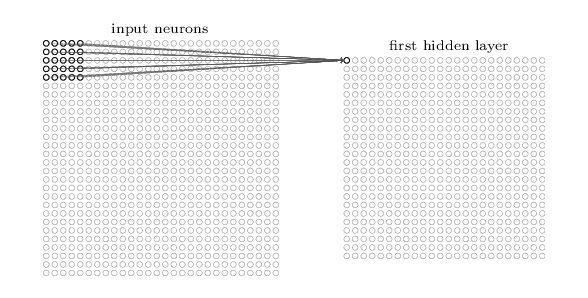 input neurons
first hidden layer